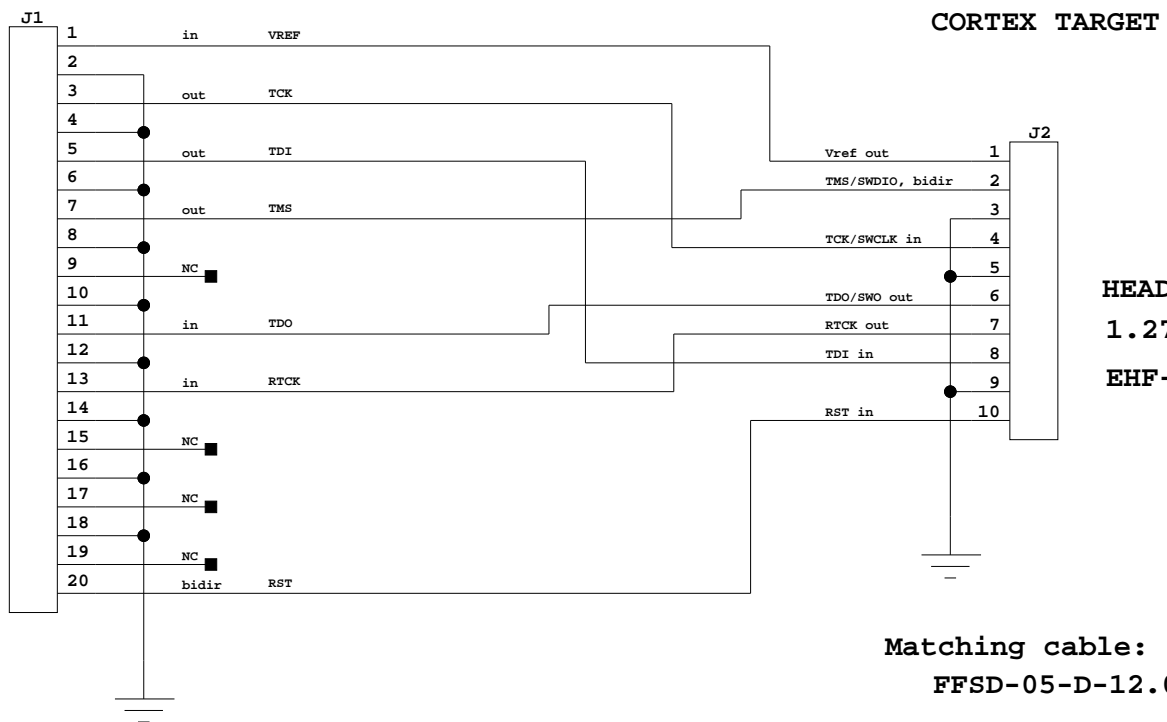 J1
CORTEX TARGET
1 in VREF
2
3 out TCK
4
5 out TDI
6
7 out TMS
8
9 NC
10
11 in TDO
12
13 in RTCK
14
15 NC
16
17 NC
18
19 NC
20 bidir RST
J2
Vref out 1
TMS/SWDIO, bidir 2
3
TCK/SWCLK in 4
5
TDO/SWO out 6
RTCK out 7
TDI in 8
9
RST in 10
HEAD
1.27
EHF-
Matching cable:
FFSD-05-D-12.0